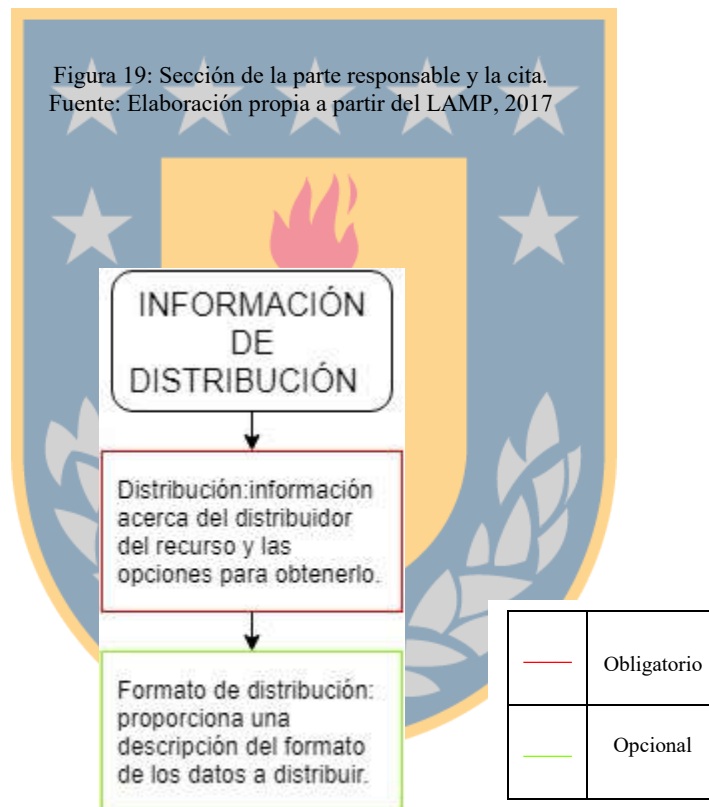 Figura 19: Sección de la parte responsable y la cita.
Fuente: Elaboración propia a partir del LAMP, 2017
INFORMACIÓN
DE
DISTRIBUCIÓN
Distribución:información
acerca del distribuidor
del recurso y las
opciones para obtenerlo.
Formato de distribución:
proporciona una
descripción del formato
de los datos a distribuir.
Obligatorio
Opcional